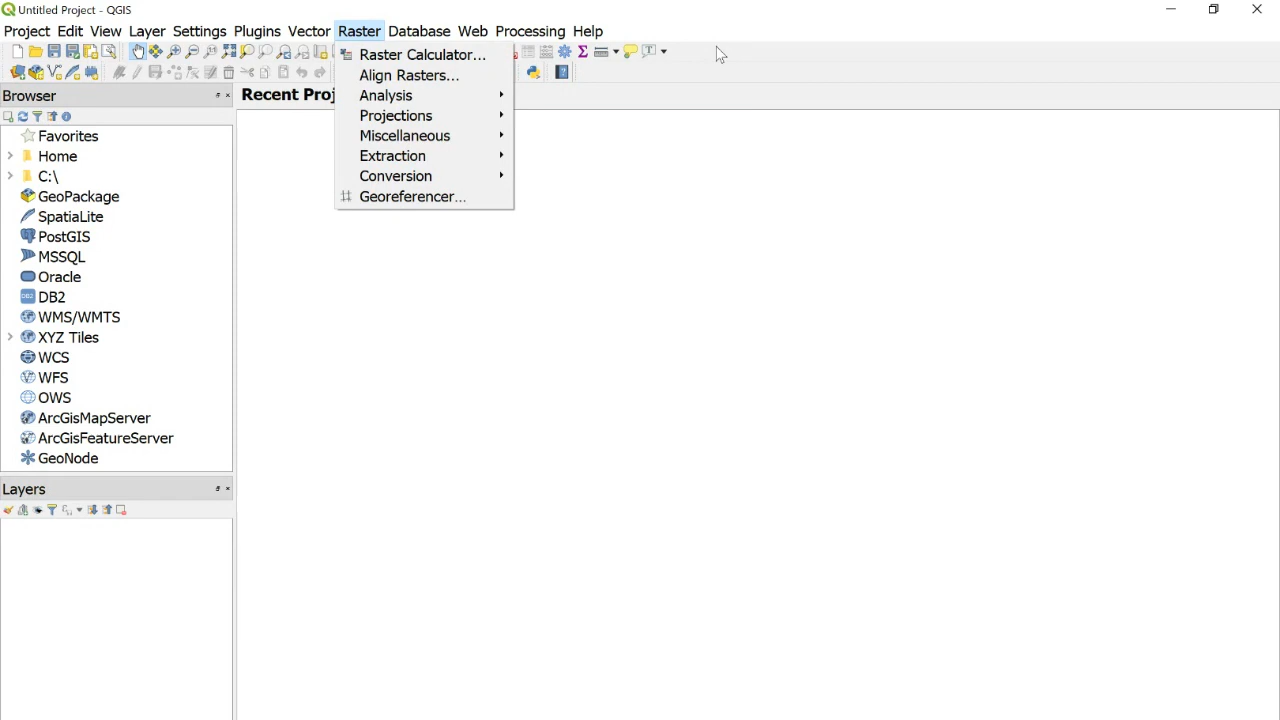 Untitled Project - QGIS
Project Edit View Layer Settings Plugins Vector Raster Database Web Processing Help
Raster Calculator...
Align Rasters...
Analysis
Projections
Miscellaneous
Extraction
Conversion
Georeferencer...
Browser
Recent Proj
Favorites
Home
C:\
GeoPackage
SpatiaLite
PostGIS
MSSQL
Oracle
DB2
WMS/WMTS
XYZ Tiles
WCS
WFS
OWS
ArcGisMapServer
ArcGisFeatureServer
GeoNode
Layers